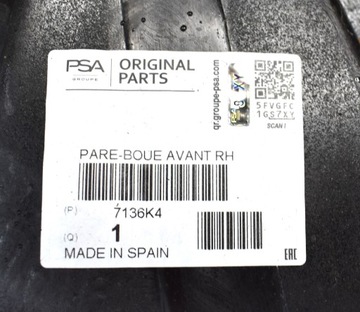 PSA
GROUPE
ORIGINAL
PARTS
qr.groupe-psa.com
5FVGFC
1GS7XY
SCAN!
PARE-BOUE AVANT RH
(P) 7136K4
(Q) 1
MADE IN SPAIN
EAC